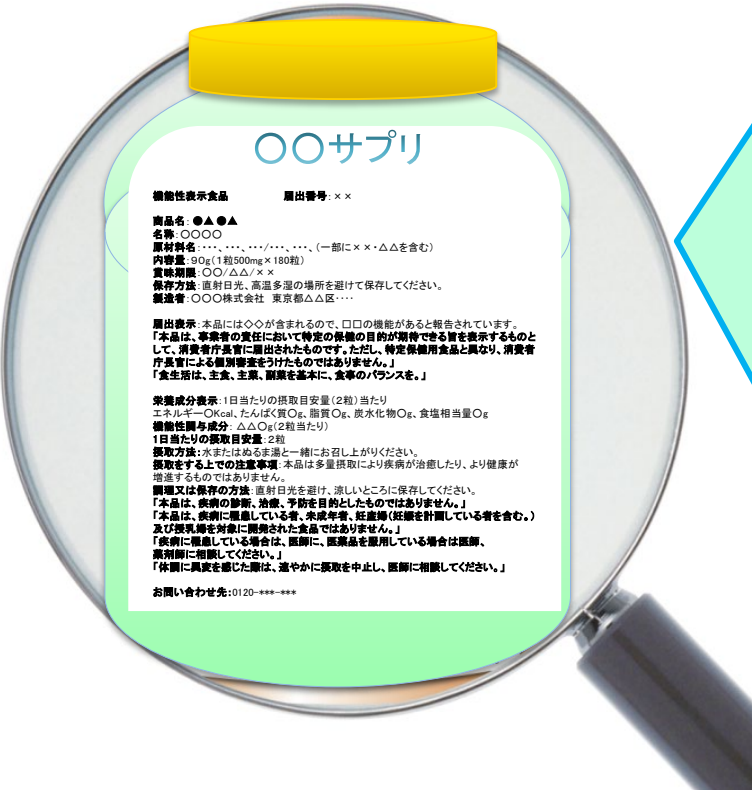 〇〇サプリ
機能性表示食品 届出番号:××
商品名:●▲●▲
名称:〇〇〇〇
原材料名:・・・、・・・、・・・/・・・、・・・、(一部に××・△△を含む)
内容量:90g(1粒500mg×180粒)
賞味期限:〇〇/△△/××
保存方法:直射日光、高温多湿の場所を避けて保存してください。
製造者:〇〇〇株式会社 東京都△△区・・・・
届出表示:本品には◇◇が含まれるので、□□の機能があると報告されています。
「本品は、事業者の責任において特定の保健の目的が期待できる旨を表示するものと
して、消費者庁長官に届出されたものです。ただし、特定保健用食品と異なり、消費者
庁長官による個別審査をうけたものではありません。」
「食生活は、主食、主菜、副菜を基本に、食事のバランスを。」
栄養成分表示:1日当たりの摂取目安量(2粒)当たり
エネルギー〇Kcal、たんぱく質〇g、脂質〇g、炭水化物〇g、食塩相当量〇g
機能性関与成分: △△〇g(2粒当たり)
1日当たりの摂取目安量:2粒
摂取方法:水またはぬるま湯と一緒にお召し上がりください。
摂取をする上での注意事項:本品は多量摂取により疾病が治癒したり、より健康が
増進するものではありません。
調理又は保存の方法:直射日光を避け、涼しいところに保存してください。
「本品は、疾病の診断、治療、予防を目的としたものではありません。」
「本品は、疾病に罹患している者、未成年者、妊産婦(妊娠を計画している者を含む。)
及び授乳婦を対象に開発された食品ではありません。」
「疾病に罹患している場合は医師に、医薬品を服用している場合は医師、
薬剤師に相談してください。」
「体調に異変を感じた際は、速やかに摂取を中止し、医師に相談してください。」
お問い合わせ先:0120-***-***